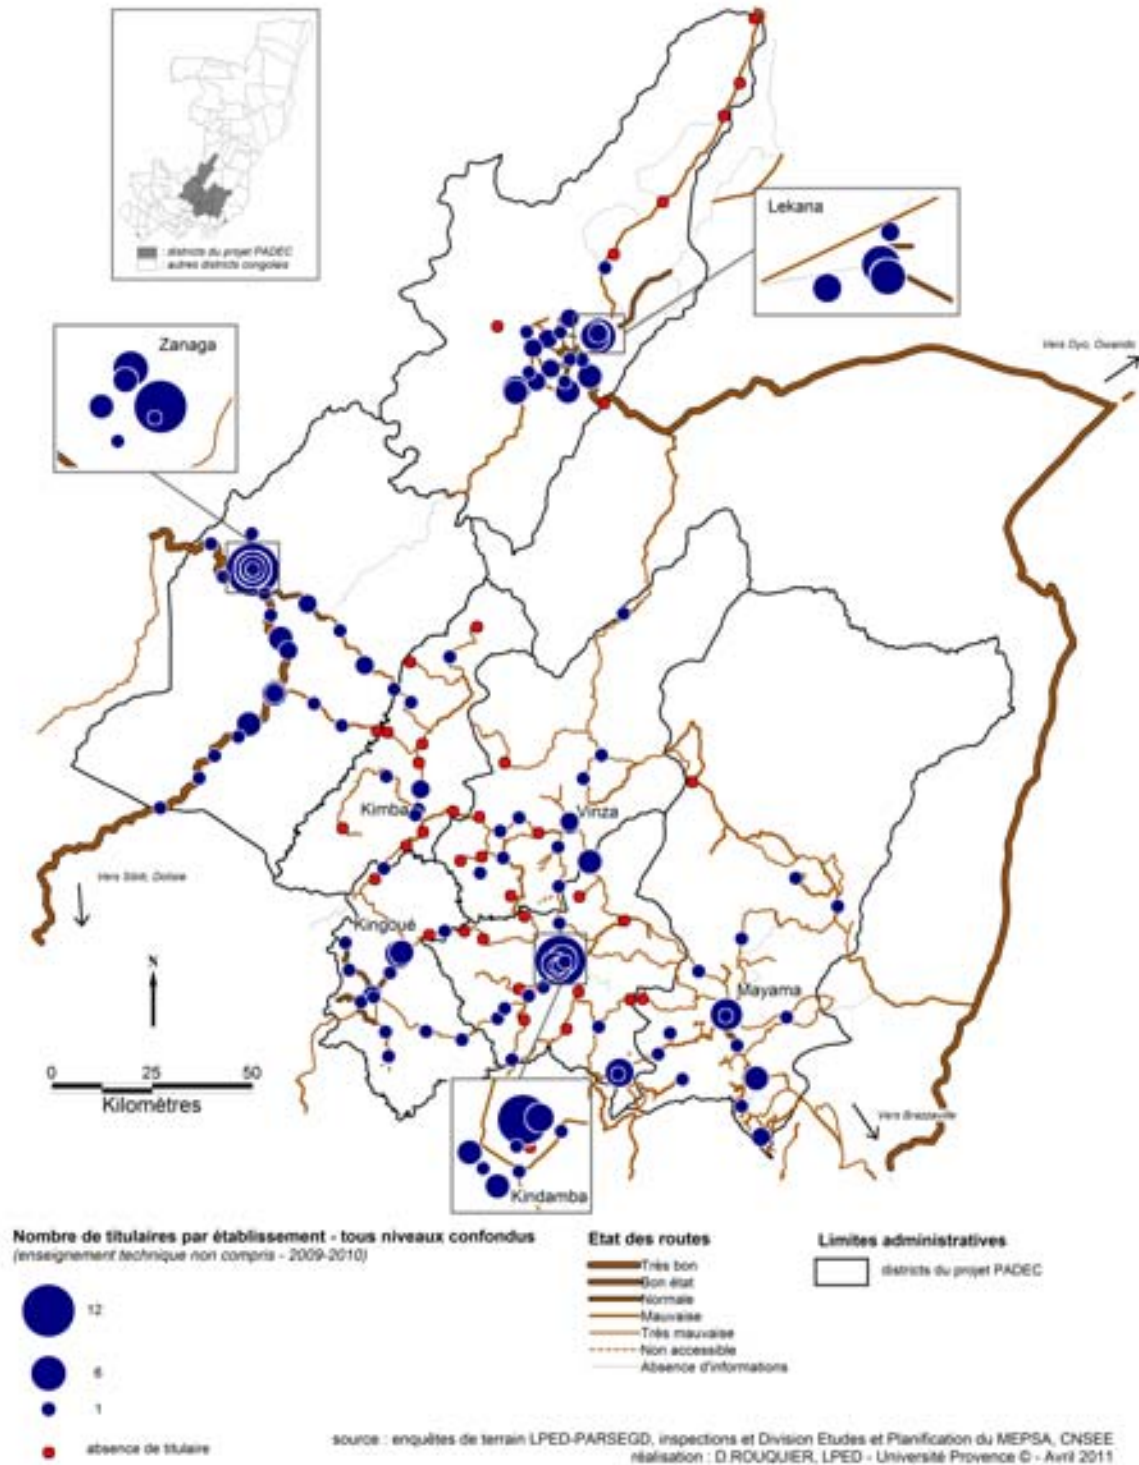 : districts du projet PADEC
: autres districts congolais
Lekana
Zanaga
Vers Oyo, Owando
Kimba
Vinza
Vers Sibiti, Dolisie
Kingoué
N
Mayama
0 25 50
Kilomètres
Vers Brazzaville
Kindamba
Nombre de titulaires par établissement - tous niveaux confondus
(enseignement technique non compris - 2009-2010)
12
6
1
absence de titulaire
Etat des routes
Très bon
Bon état
Normale
Mauvaise
Très mauvaise
Non accessible
Absence d'informations
Limites administratives
districts du projet PADEC
source : enquêtes de terrain LPED-PARSEGD, inspections et Division Etudes et Planification du MEPSA, CNSEE
réalisation : D.ROUQUIER, LPED - Université Provence © - Avril 2011